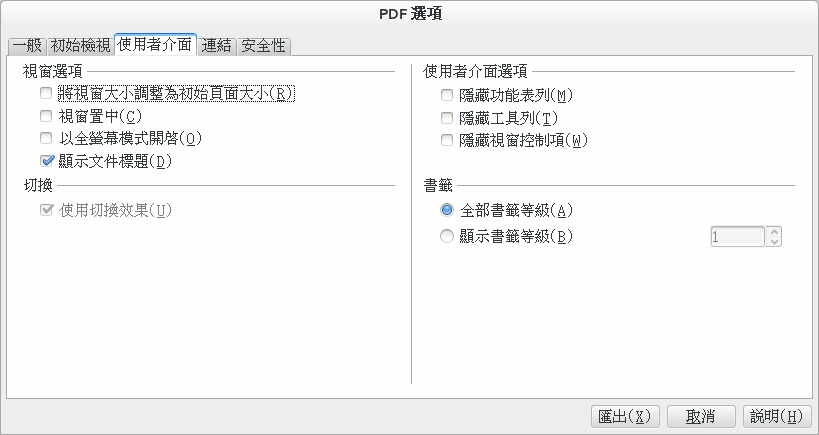 PDF 選項
一般 初始檢視 使用者介面 連結 安全性
視窗選項
將視窗大小調整為初始頁面大小(R)
視窗置中(C)
以全螢幕模式開啓(O)
顯示文件標題(D)
切換
使用切換效果(U)
使用者介面選項
隱藏功能表列(M)
隱藏工具列(T)
隱藏視窗控制項(W)
書籤
全部書籤等級(A)
顯示書籤等級(B) 1
匯出(X) 取消 說明(H)